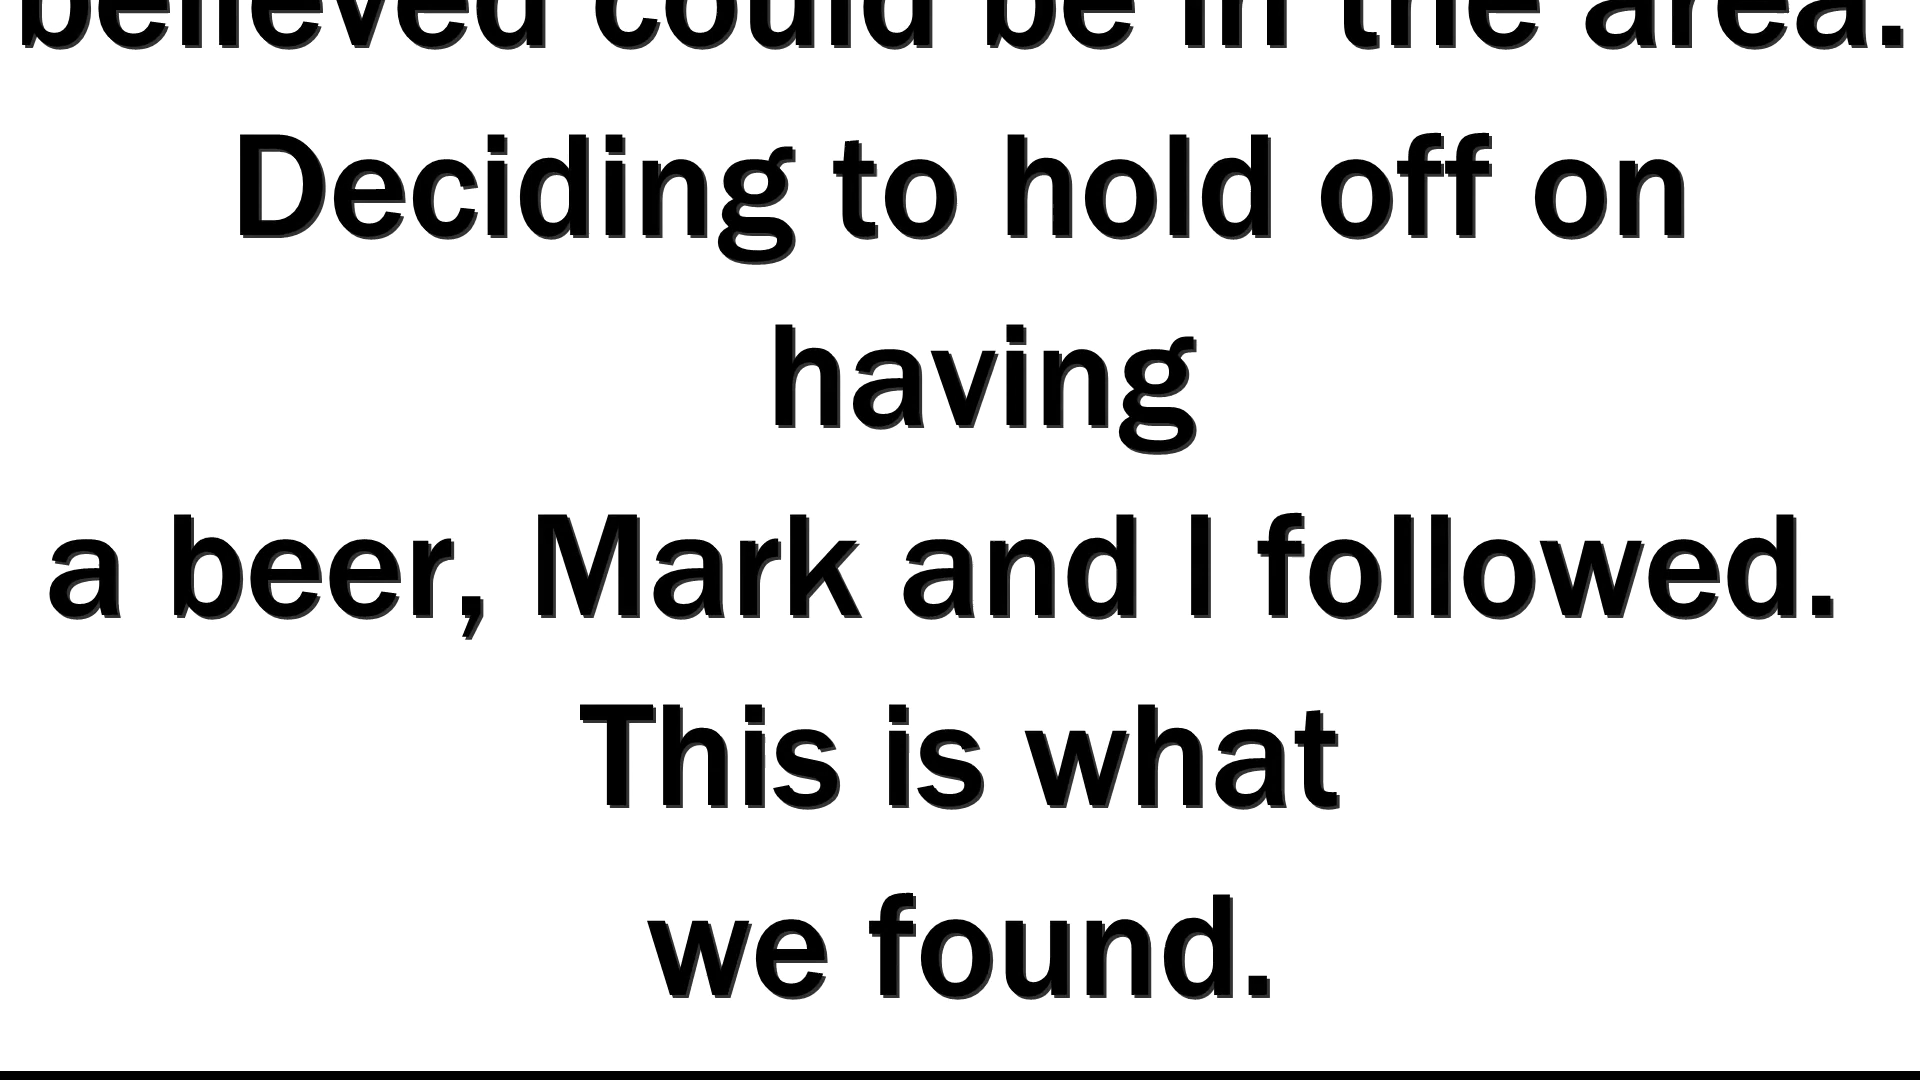 believed could be in the area.
Deciding to hold off on
having
a beer, Mark and I followed.
This is what
we found.